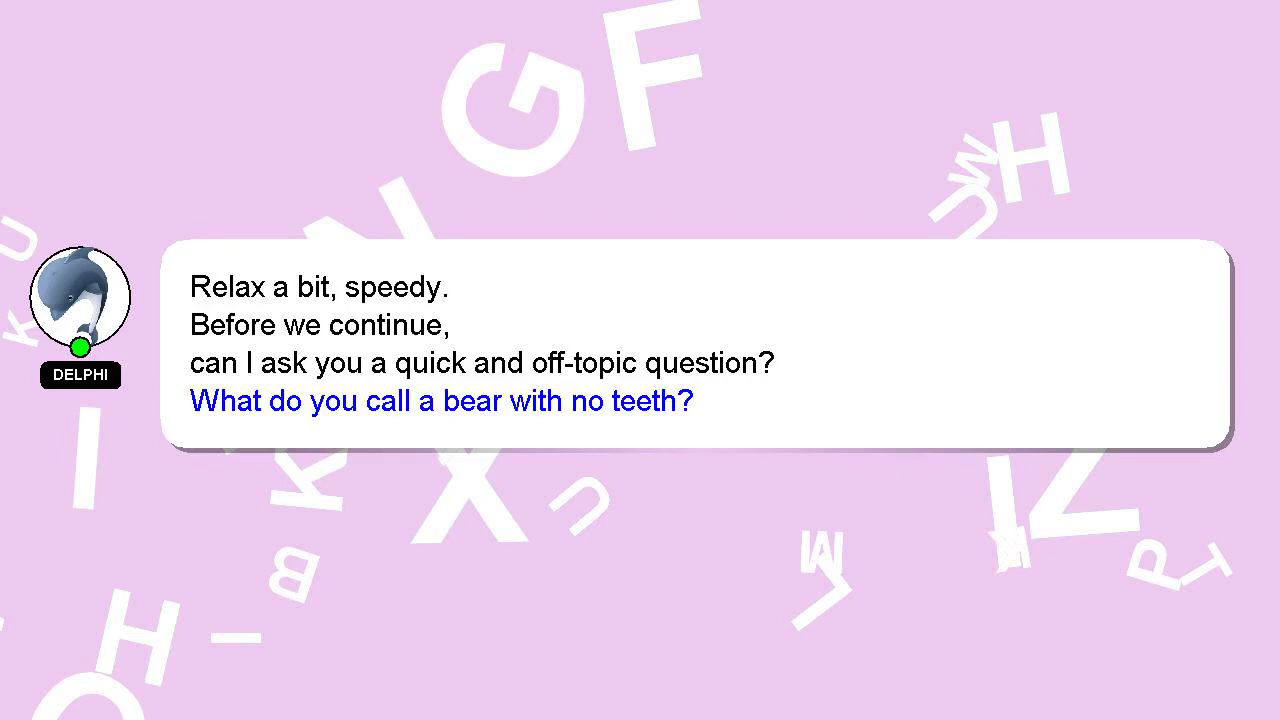 Relax a bit, speedy.
Before we continue,
can I ask you a quick and off-topic question?
What do you call a bear with no teeth?
DELPHI
G
F
H
W
U
U
K
I
K
X
U
B
H
I
Z
P
T
L